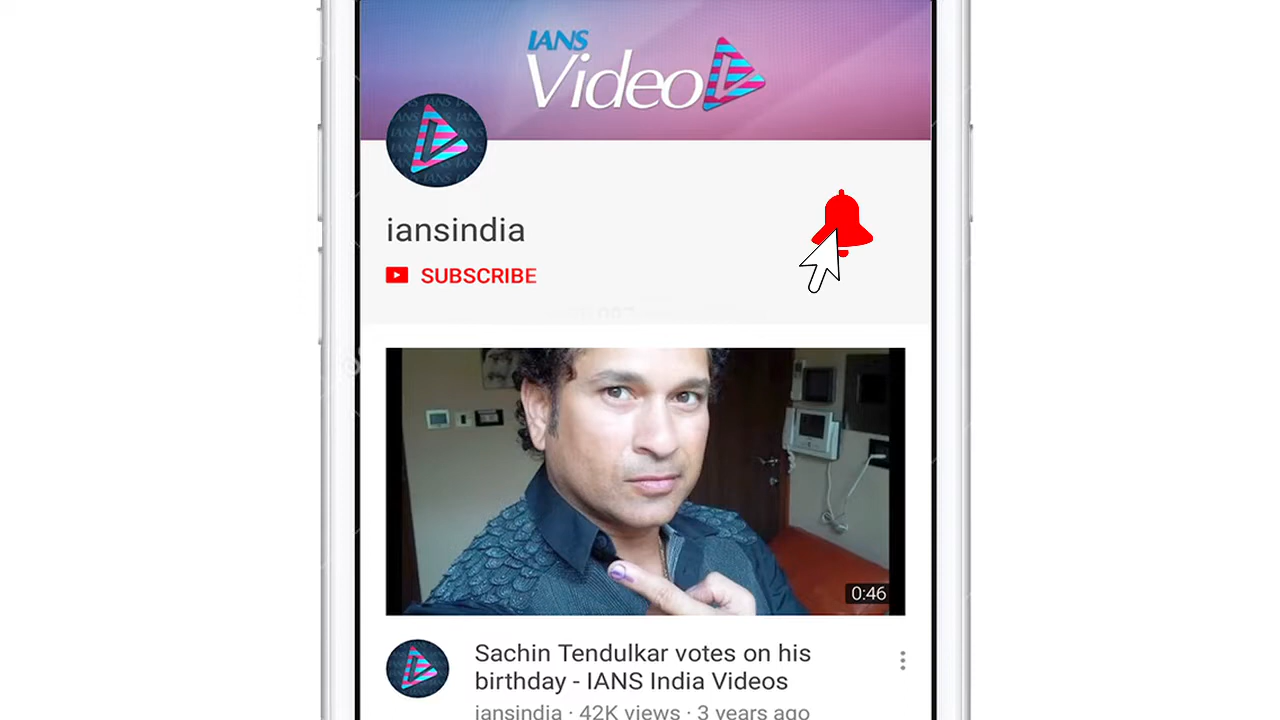 IANS
Video
iansindia
SUBSCRIBE
0:46
Sachin Tendulkar votes on his
birthday - IANS India Videos
iansindia · 42K views · 3 years ago